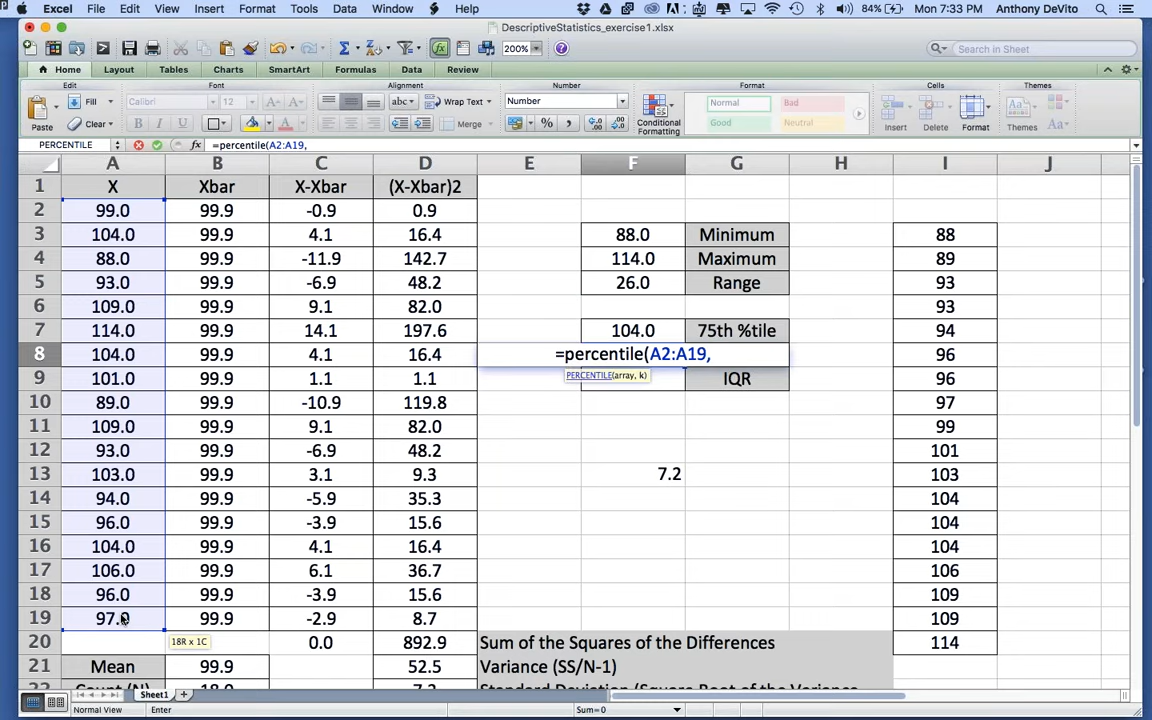 Excel File Edit View Insert Format Tools Data Window Help 84% Mon 7:33 PM Anthony DeVito
DescriptiveStatistics_exercise1.xlsx
200% Search in Sheet
Home Layout Tables Charts SmartArt Formulas Data Review
Edit Font Alignment Number Format Cells Themes
Fill Calibri 12 abc Wrap Text Number Normal Bad
Paste Clear B I U Merge % Conditional Formatting Good Neutral Insert Delete Format Themes Aa
PERCENTILE =percentile(A2:A19,
A B C D E F G H I J
1 X Xbar X-Xbar (X-Xbar)2
2 99.0 99.9 -0.9 0.9
3 104.0 99.9 4.1 16.4 88.0 Minimum 88
4 88.0 99.9 -11.9 142.7 114.0 Maximum 89
5 93.0 99.9 -6.9 48.2 26.0 Range 93
6 109.0 99.9 9.1 82.0 93
7 114.0 99.9 14.1 197.6 104.0 75th %tile 94
8 104.0 99.9 4.1 16.4 =percentile(A2:A19, 96
PERCENTILE(array, k)
9 101.0 99.9 1.1 1.1 IQR 96
10 89.0 99.9 -10.9 119.8 97
11 109.0 99.9 9.1 82.0 99
12 93.0 99.9 -6.9 48.2 101
13 103.0 99.9 3.1 9.3 7.2 103
14 94.0 99.9 -5.9 35.3 104
15 96.0 99.9 -3.9 15.6 104
16 104.0 99.9 4.1 16.4 104
17 106.0 99.9 6.1 36.7 106
18 96.0 99.9 -3.9 15.6 109
19 97.0 99.9 -2.9 8.7 109
18R x 1C
20 0.0 892.9 Sum of the Squares of the Differences 114
21 Mean 99.9 52.5 Variance (SS/N-1)
22 Count (N) 18.0 7.2 Standard Deviation (Square Root of the Variance
Sheet1
Normal View Enter Sum=0